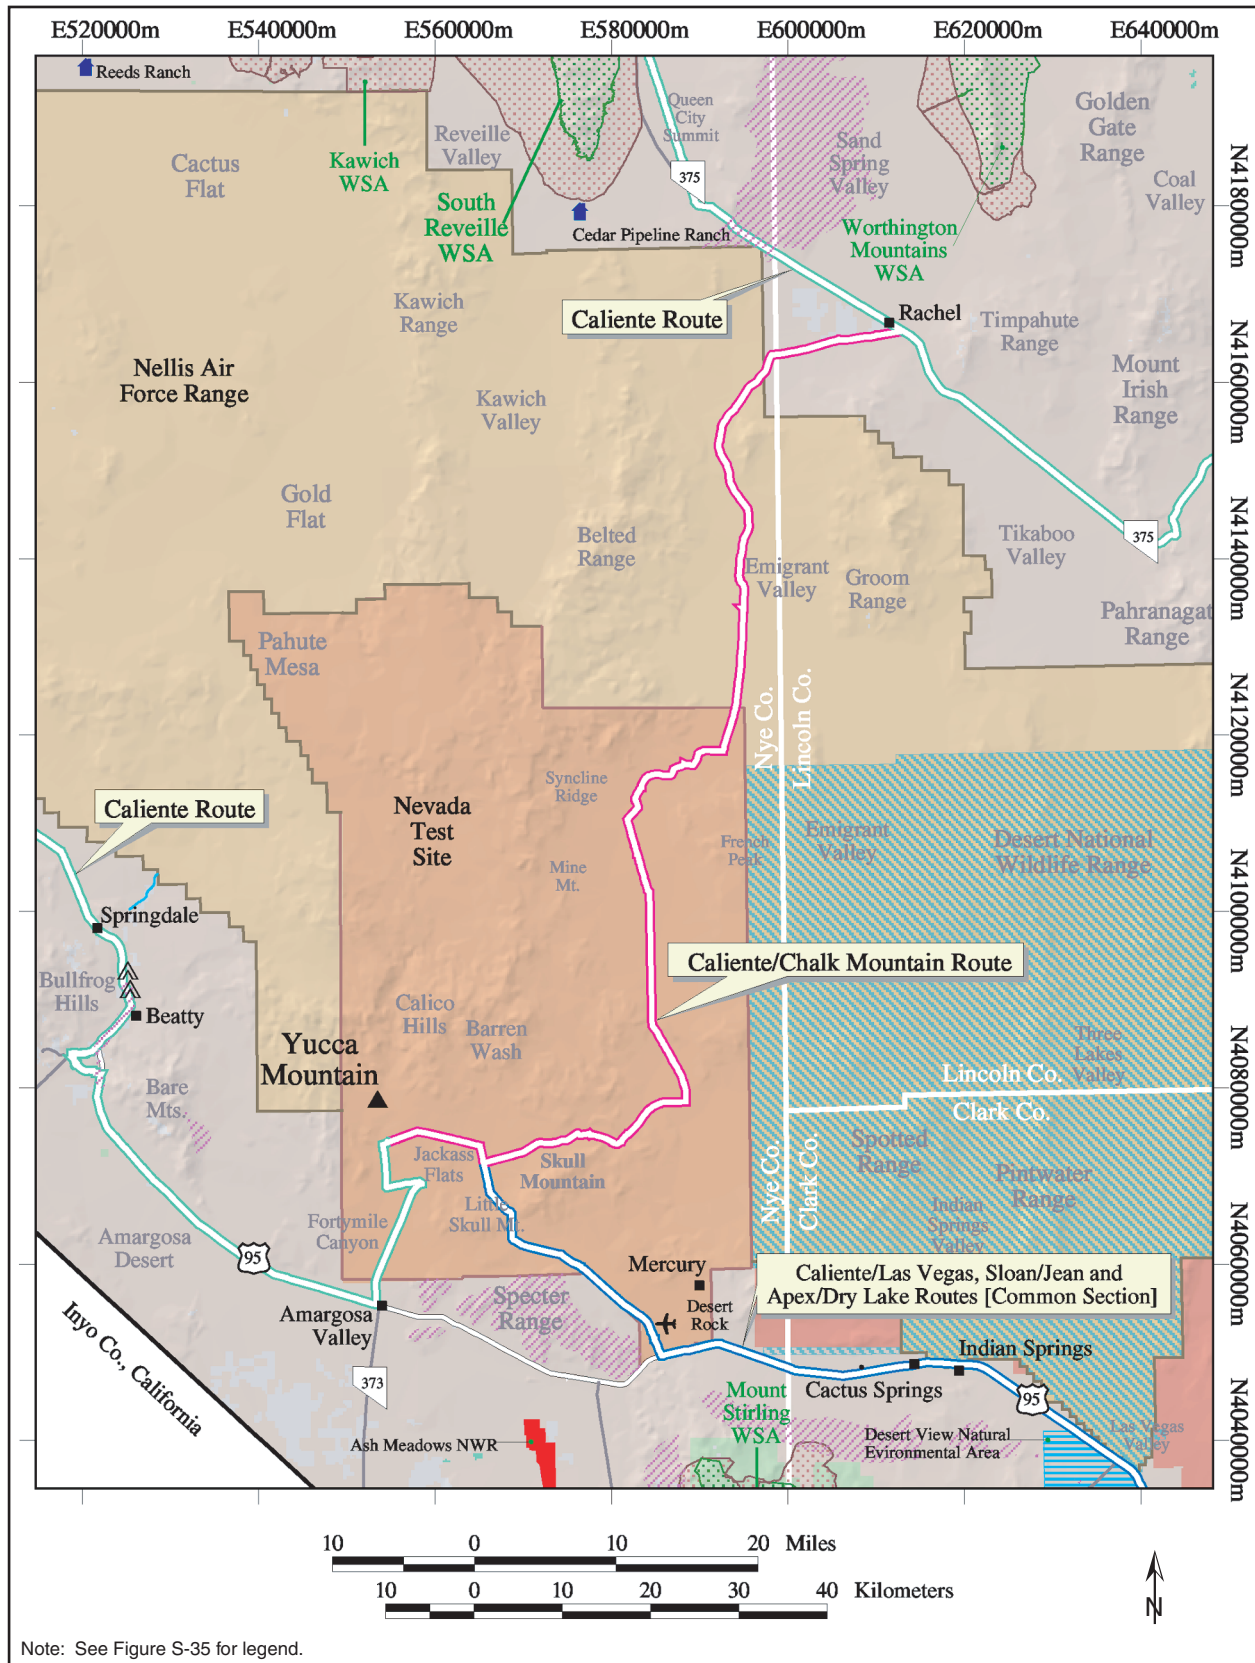 E520000m E540000m E560000m E580000m E600000m E620000m E640000m
Reeds Ranch
Kawich
WSA
Reveille
Valley
Queen
City
Summit
Sand
Spring
Valley
Golden
Gate
Range
Coal
Valley
N4180000m
Cactus
Flat
375
South
Reveille
WSA
Cedar Pipeline Ranch
Worthington
Mountains
WSA
Kawich
Range
Caliente Route
Rachel
Timpahute
Range
Nellis Air
Force Range
Kawich
Valley
Mount
Irish
Range
N4160000m
Gold
Flat
Belted
Range
Emigrant
Valley
Groom
Range
Tikaboo
Valley
375
N4140000m
Pahranagat
Range
Pahute
Mesa
Nye Co.
Lincoln Co.
N4120000m
Syncline
Ridge
Caliente Route
Nevada
Test
Site
French
Peak
Emigrant
Valley
Desert National
Wildlife Range
Mine
Mt.
Springdale
N4100000m
Caliente/Chalk Mountain Route
Bullfrog
Hills
Beatty
Calico
Hills
Barren
Wash
Yucca
Mountain
Three
Lakes
Valley
Lincoln Co.
Clark Co.
N4080000m
Bare
Mts.
Jackass
Flats
Skull
Mountain
Spotted
Range
Pintwater
Range
Nye Co.
Clark Co.
Little
Skull Mt.
Indian
Springs
Valley
Fortymile
Canyon
Amargosa
Desert
95
N4060000m
Mercury
Caliente/Las Vegas, Sloan/Jean and
Apex/Dry Lake Routes [Common Section]
Specter
Range
Desert
Rock
Amargosa
Valley
Inyo Co., California
Indian Springs
373
Cactus Springs
Mount
Stirling
WSA
95
Ash Meadows NWR
Desert View Natural
Evironmental Area
Las Vegas
Valley
N4040000m
10 0 10 20 Miles
10 0 10 20 30 40 Kilometers
N
Note: See Figure S-35 for legend.